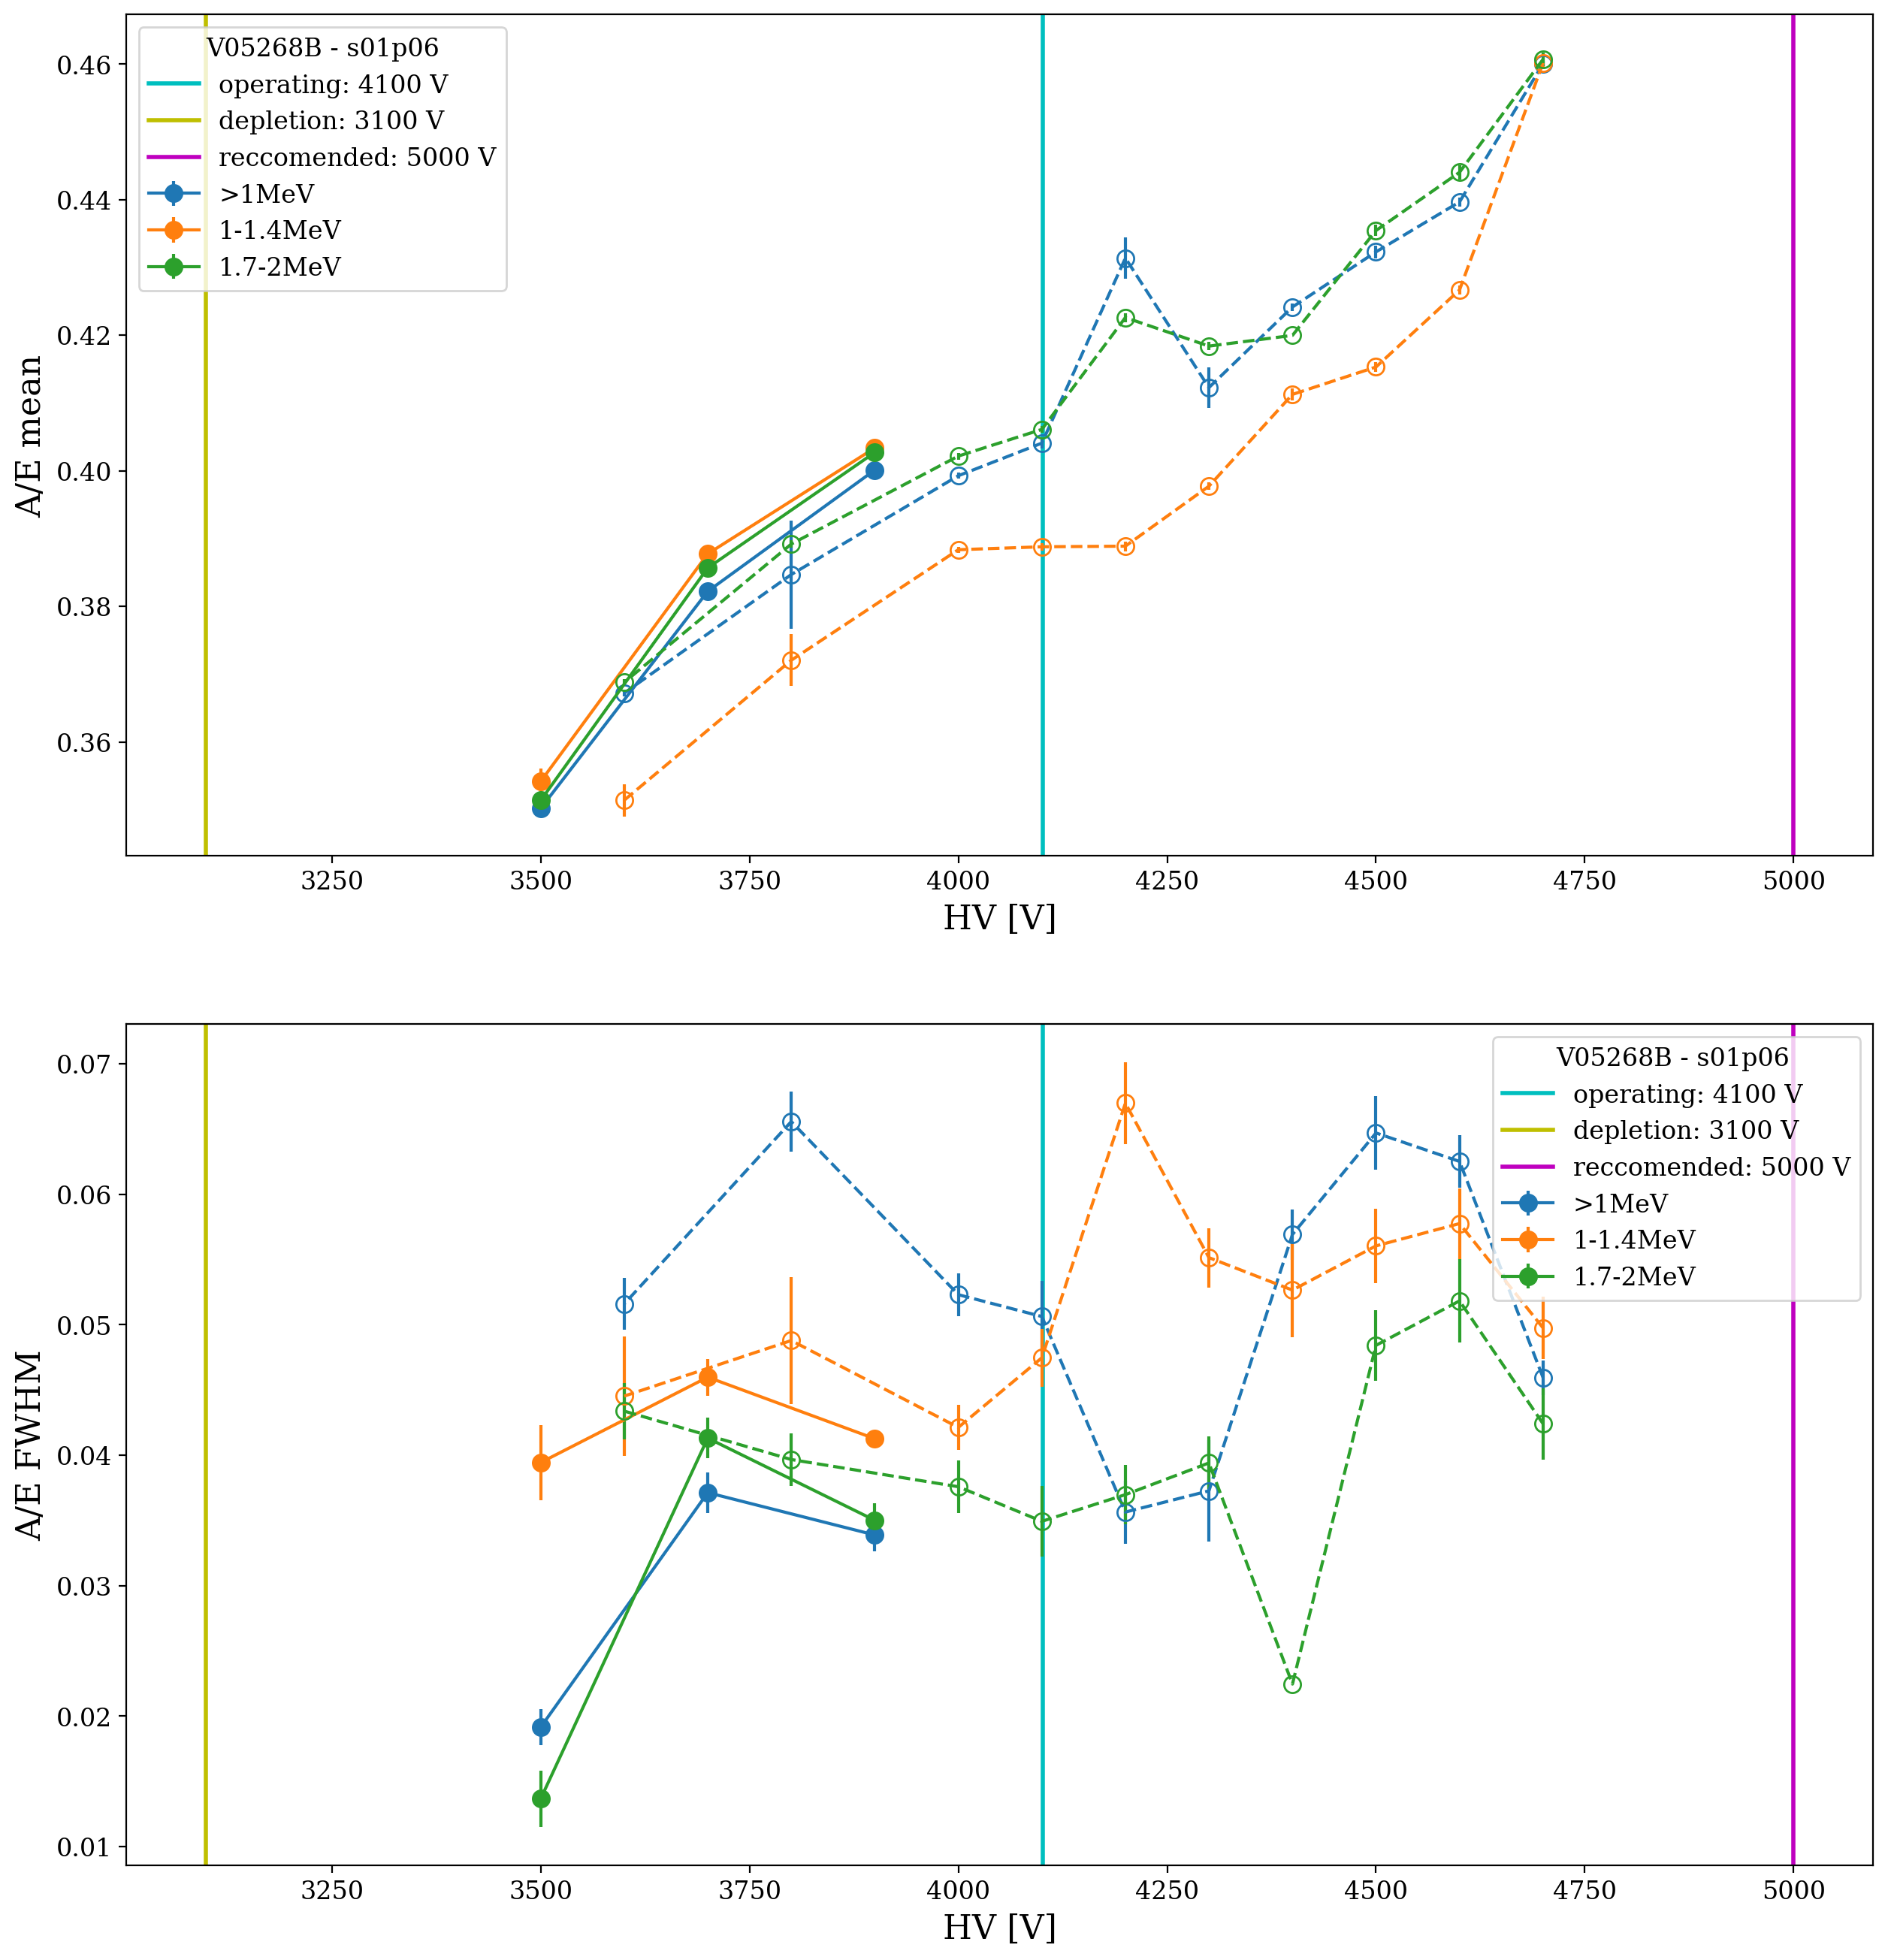 V05268B - s01p06
operating: 4100 V
depletion: 3100 V
reccomended: 5000 V
>1MeV
1-1.4MeV
1.7-2MeV
0.46
0.44
0.42
0.40
0.38
0.36
A/E mean
3250 3500 3750 4000 4250 4500 4750 5000
HV [V]
V05268B - s01p06
operating: 4100 V
depletion: 3100 V
reccomended: 5000 V
>1MeV
1-1.4MeV
1.7-2MeV
0.07
0.06
0.05
0.04
0.03
0.02
0.01
A/E FWHM
3250 3500 3750 4000 4250 4500 4750 5000
HV [V]